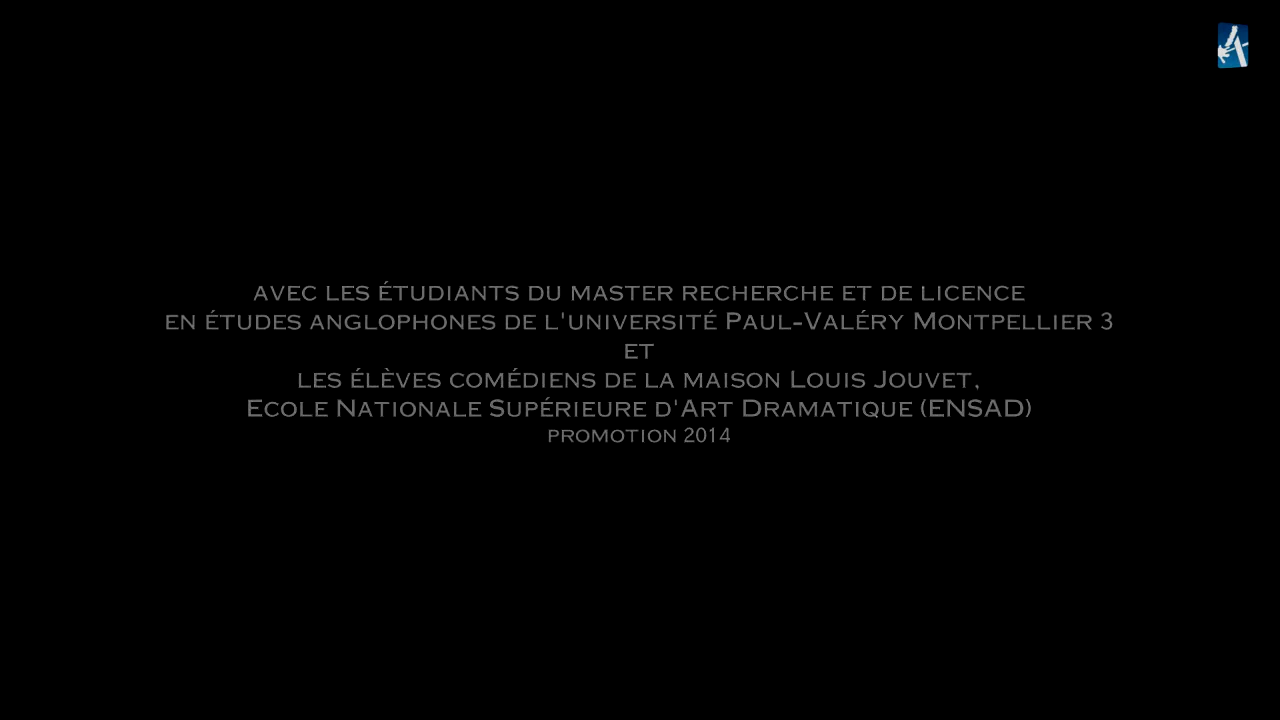 avec les étudiants du master recherche et de licence
en études anglophones de l'université Paul-Valéry Montpellier 3
et
les élèves comédiens de la maison Louis Jouvet,
Ecole Nationale Supérieure d'Art Dramatique (ENSAD)
promotion 2014